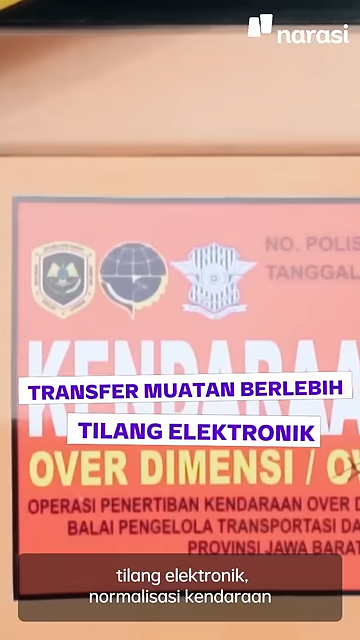 narasi
NO. POLIS
TANGGAL
KENDARAA
TRANSFER MUATAN BERLEBIH
TILANG ELEKTRONIK
OVER DIMENSI / OV
OPERASI PENERTIBAN KENDARAAN OVER D
BALAI PENGELOLA TRANSPORTASI DA
PROVINSI JAWA BARAT
tilang elektronik,
normalisasi kendaraan